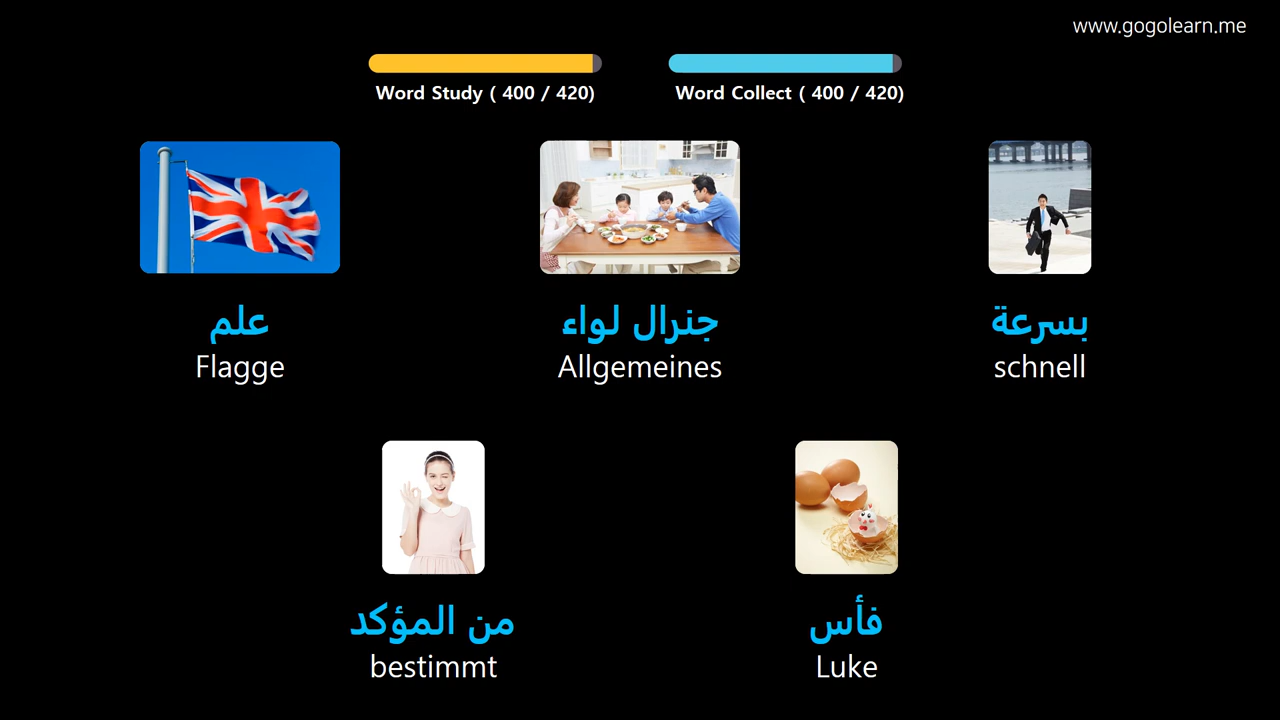 www.gogolearn.me
Word Study ( 400 / 420)
Word Collect ( 400 / 420)
علم
Flagge
جنرال لواء
Allgemeines
بسرعة
schnell
من المؤكد
bestimmt
فأس
Luke